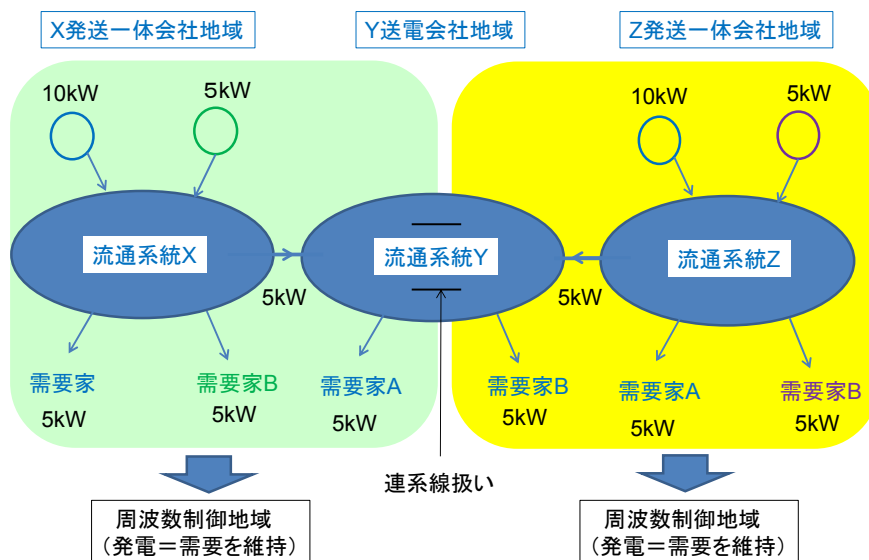 X発送一体会社地域
Y送電会社地域
Z発送一体会社地域
10kW
５kW
10kW
5kW
流通系統X
流通系統Y
流通系統Z
5kW
5kW
需要家
5kW
需要家B
5kW
需要家A
5kW
需要家B
5kW
需要家A
5kW
需要家B
5kW
連系線扱い
周波数制御地域
（発電＝需要を維持）
周波数制御地域
（発電＝需要を維持）